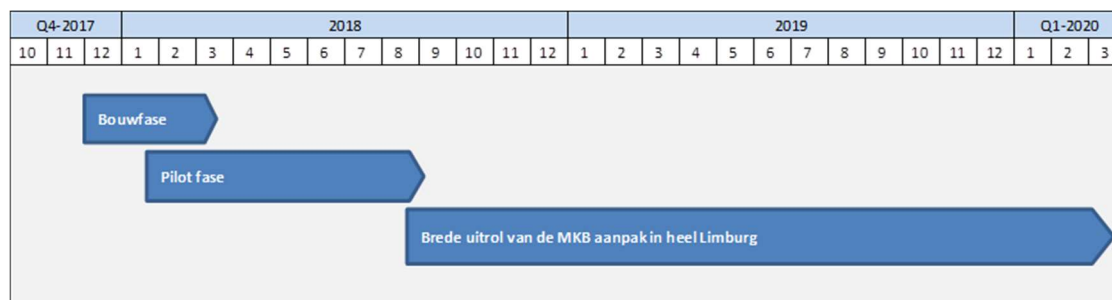 Q4-2017 2018 2019 Q1-2020
10 11 12 1 2 3 4 5 6 7 8 9 10 11 12 1 2 3 4 5 6 7 8 9 10 11 12 1 2 3
Bouwfase
Pilot fase
Brede uitrol van de MKB aanpak in heel Limburg